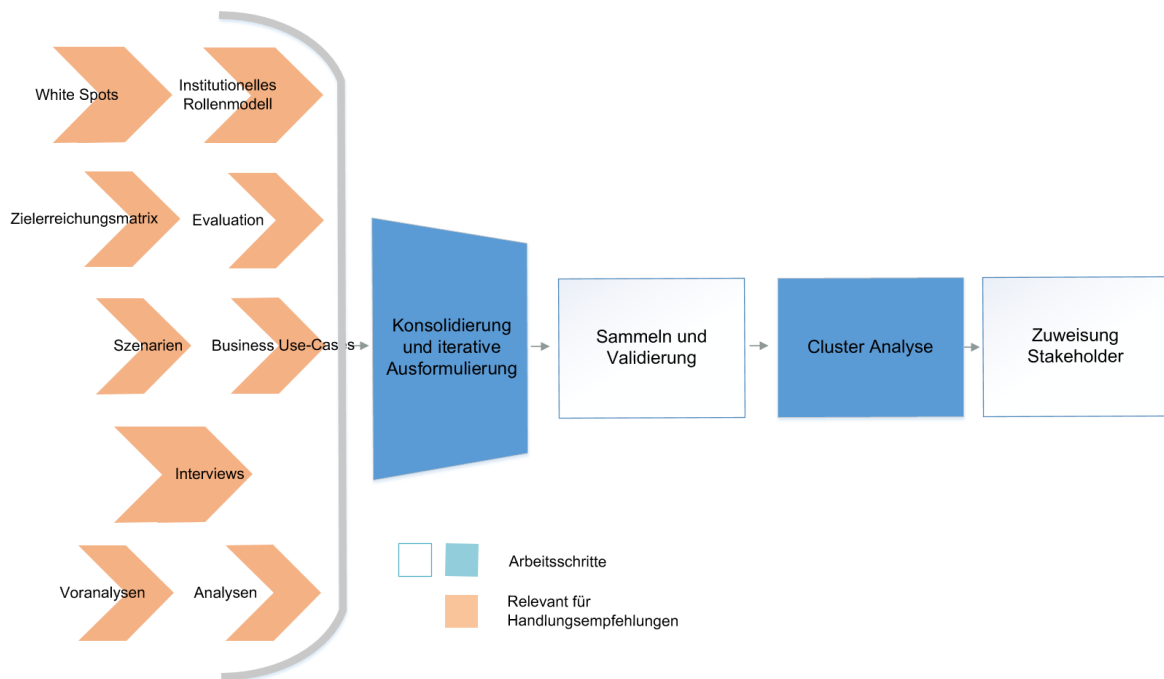 White Spots
Institutionelles
Rollenmodell
Zielerreichungsmatrix
Evaluation
Szenarien
Business Use-Cases
Interviews
Voranalysen
Analysen
Konsolidierung
und iterative
Ausformulierung
Sammeln und
Validierung
Cluster Analyse
Zuweisung
Stakeholder
Arbeitsschritte
Relevant für
Handlungsempfehlungen